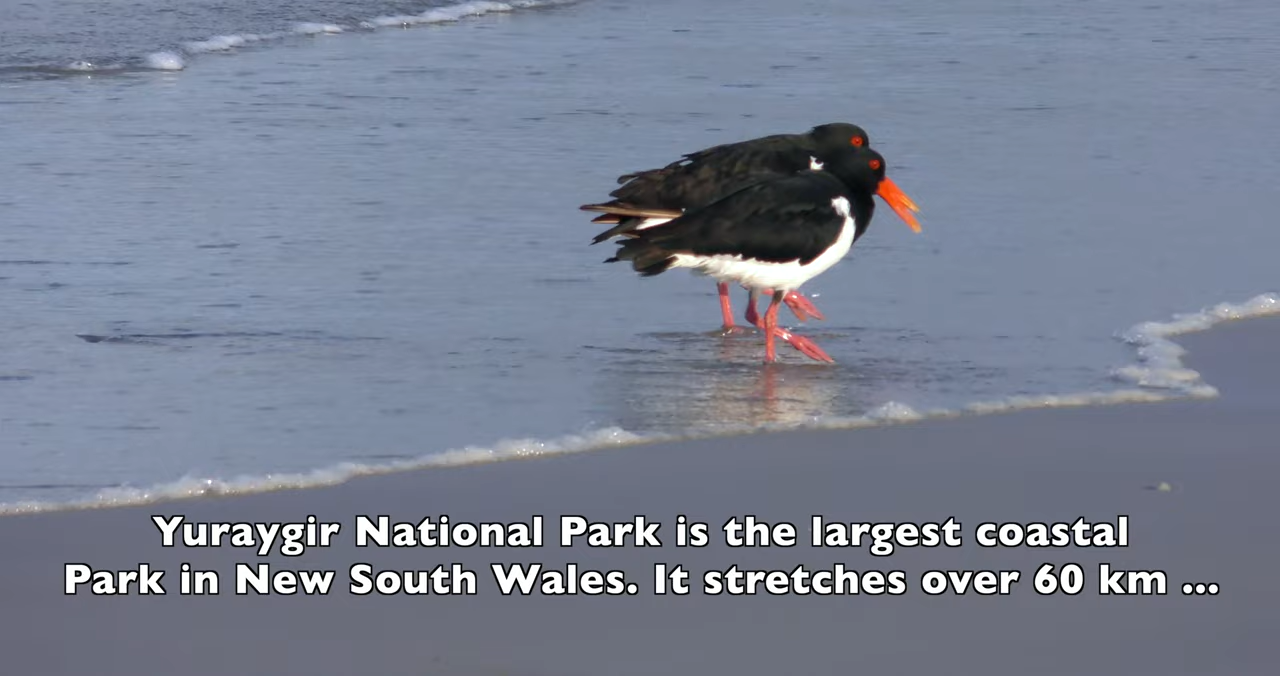 Yuraygir National Park is the largest coastal
Park in New South Wales. It stretches over 60 km ...